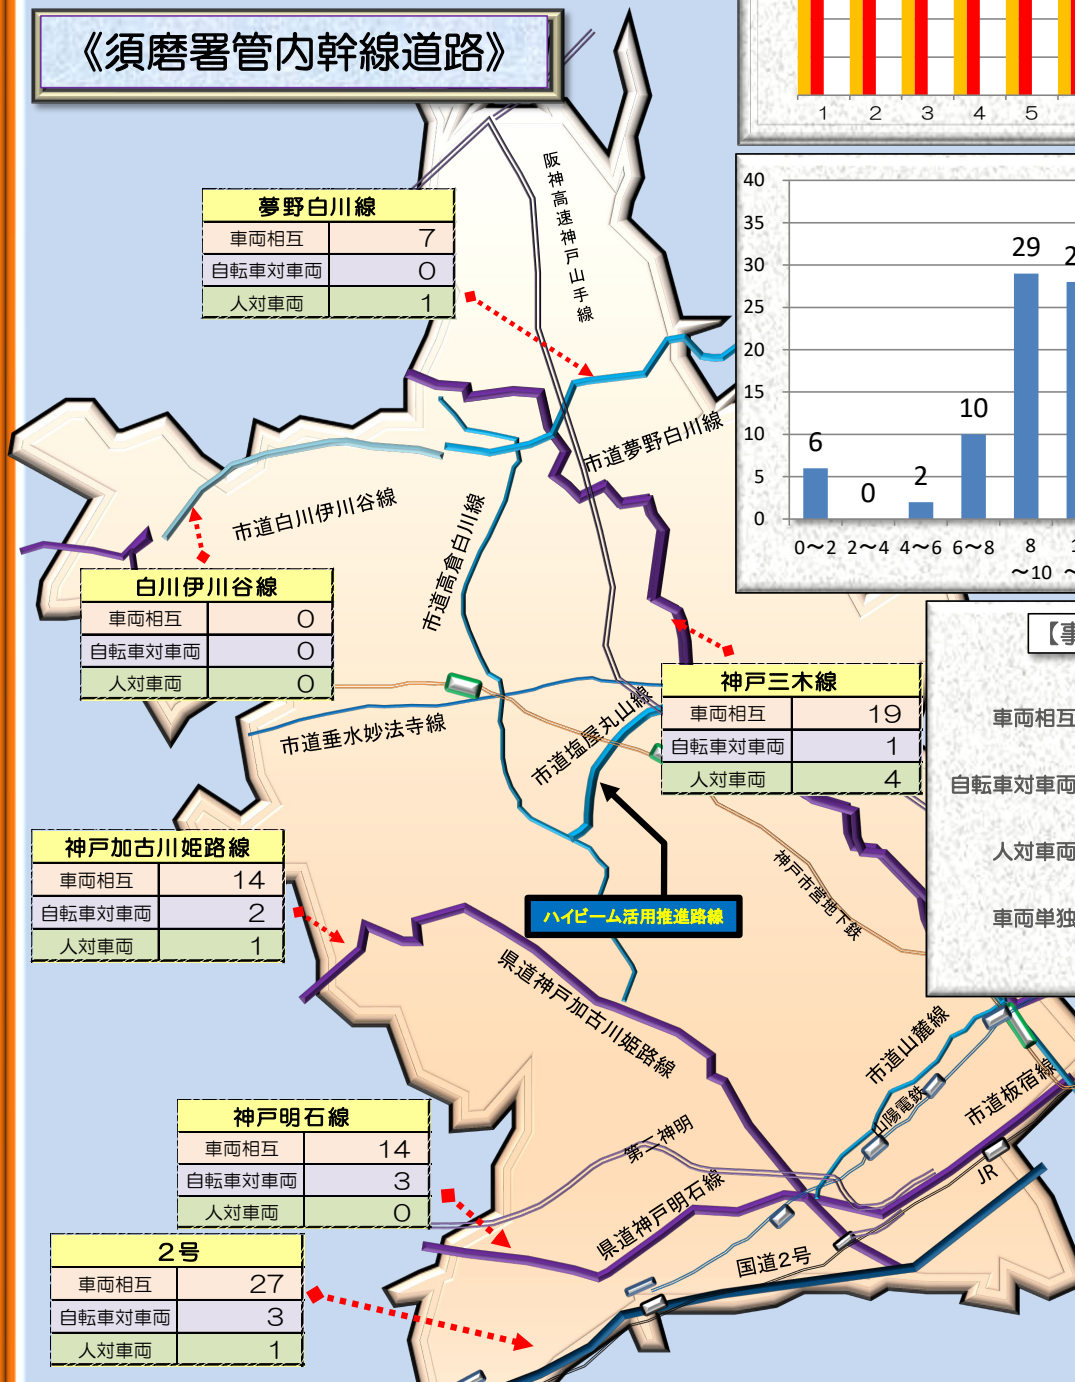 《須磨署管内幹線道路》
1 2 3 4 5
夢野白川線
車両相互 7
自転車対車両 0
人対車両 1
阪神高速神戸山手線
40
35
30
25
20
15
10
5
0
6
0
2
10
29
2
0～2 2～4 4～6 6～8 8
～10
市道夢野白川線
市道白川伊川谷線
市道高倉白川線
白川伊川谷線
車両相互 0
自転車対車両 0
人対車両 0
市道垂水妙法寺線
市道塩屋丸山線
神戸三木線
車両相互 19
自転車対車両 1
人対車両 4
【事
車両相互
自転車対車両
人対車両
車両単独
神戸加古川姫路線
車両相互 14
自転車対車両 2
人対車両 1
ハイビーム活用推進路線
神戸市営地下鉄
県道神戸加古川姫路線
市道山麓線
山陽電鉄
市道板宿線
JR
神戸明石線
車両相互 14
自転車対車両 3
人対車両 0
第二神明
県道神戸明石線
国道2号
2号
車両相互 27
自転車対車両 3
人対車両 1